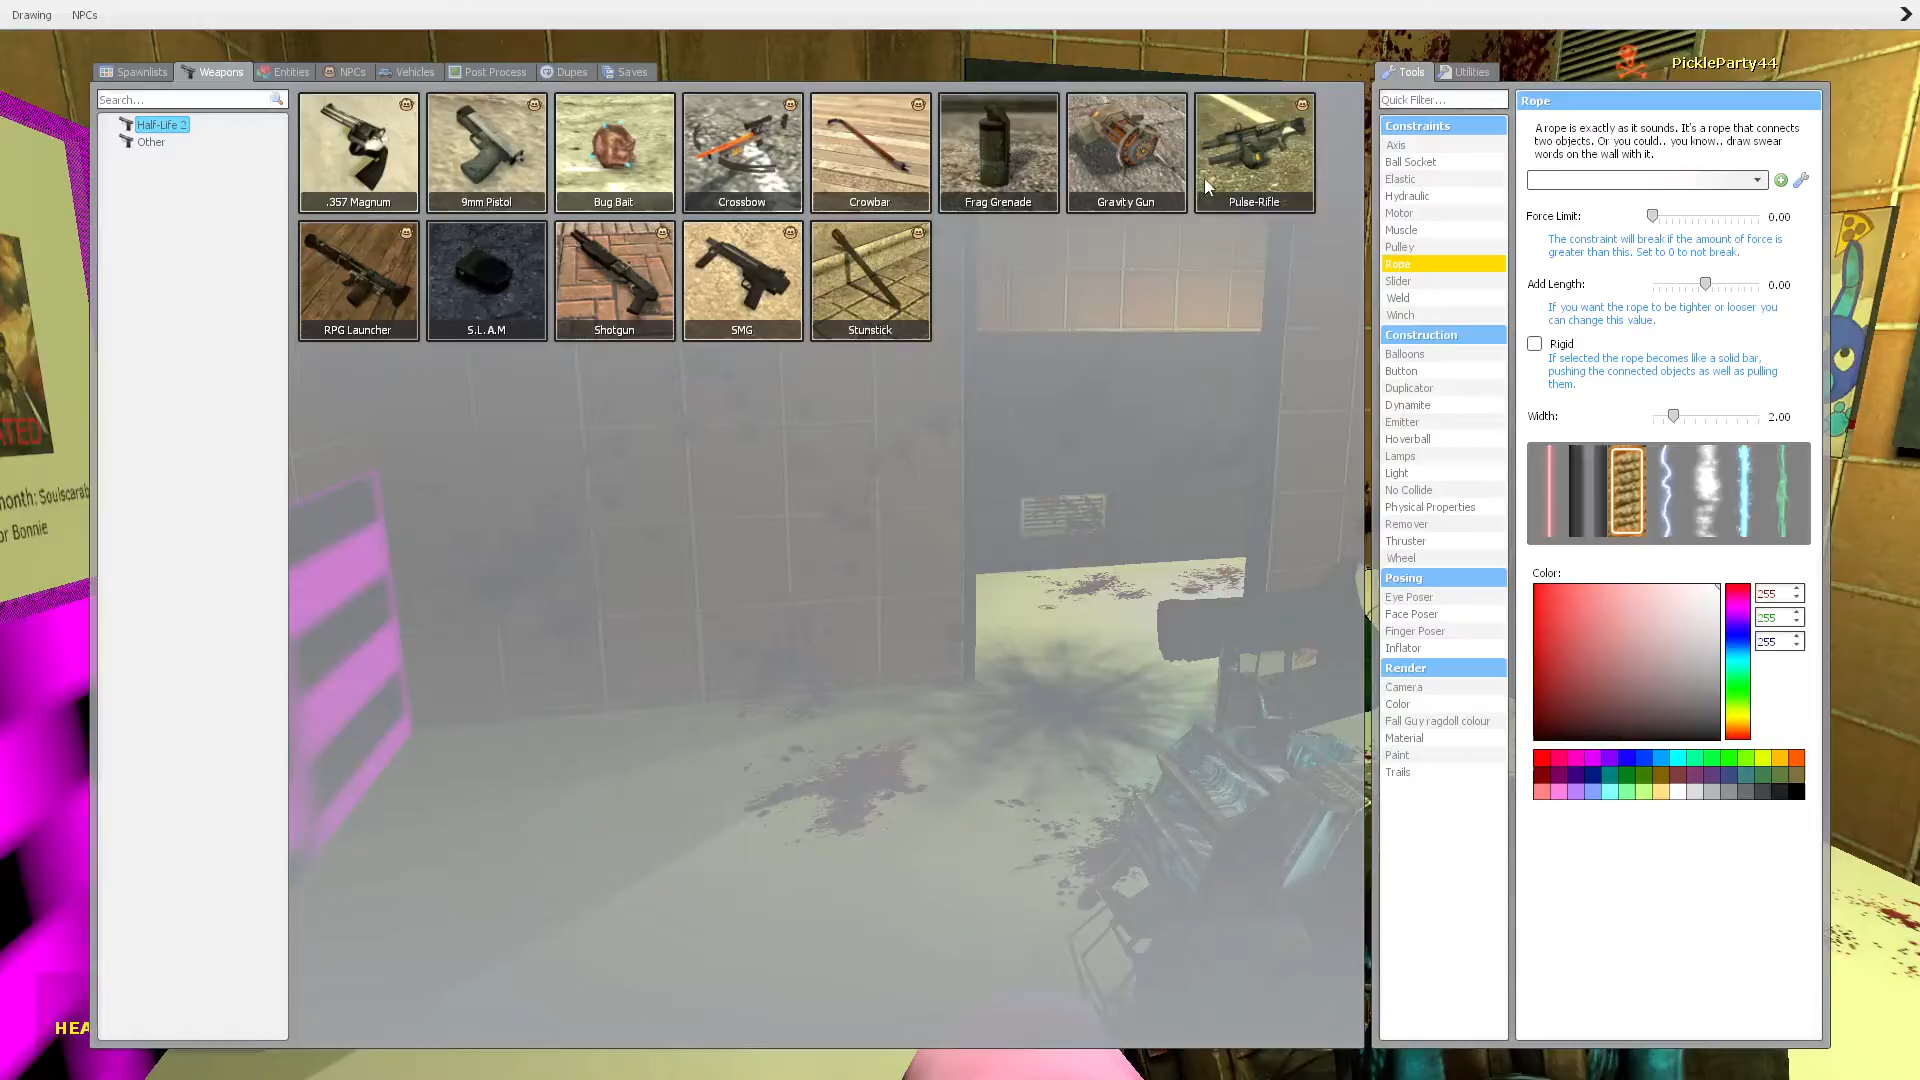 Drawing NPCs
PickleParty44
Spawnlists Weapons Entities NPCs Vehicles Post Process Dupes Saves
Tools Utilities
Search...
Half-Life 2
Other
.357 Magnum 9mm Pistol Bug Bait Crossbow Crowbar Frag Grenade Gravity Gun Pulse-Rifle
RPG Launcher S.L.A.M Shotgun SMG Stunstick
Quick Filter...
Constraints
Axis
Ball Socket
Elastic
Hydraulic
Motor
Muscle
Pulley
Rope
Slider
Weld
Winch
Construction
Balloons
Button
Duplicator
Dynamite
Emitter
Hoverball
Lamps
Light
No Collide
Physical Properties
Remover
Thruster
Wheel
Posing
Eye Poser
Face Poser
Finger Poser
Inflator
Render
Camera
Color
Fall Guy ragdoll colour
Material
Paint
Trails
Rope
A rope is exactly as it sounds. It's a rope that connects
two objects. Or you could.. you know.. draw swear
words on the wall with it.
Force Limit: 0.00
The constraint will break if the amount of force is
greater than this. Set to 0 to not break.
Add Length: 0.00
If you want the rope to be tighter or looser you
can change this value.
Rigid
If selected the rope becomes like a solid bar,
pushing the connected objects as well as pulling
them.
Width: 2.00
Color:
255
255
255
ATED
month: Soulscarab
or Bonnie
HEA